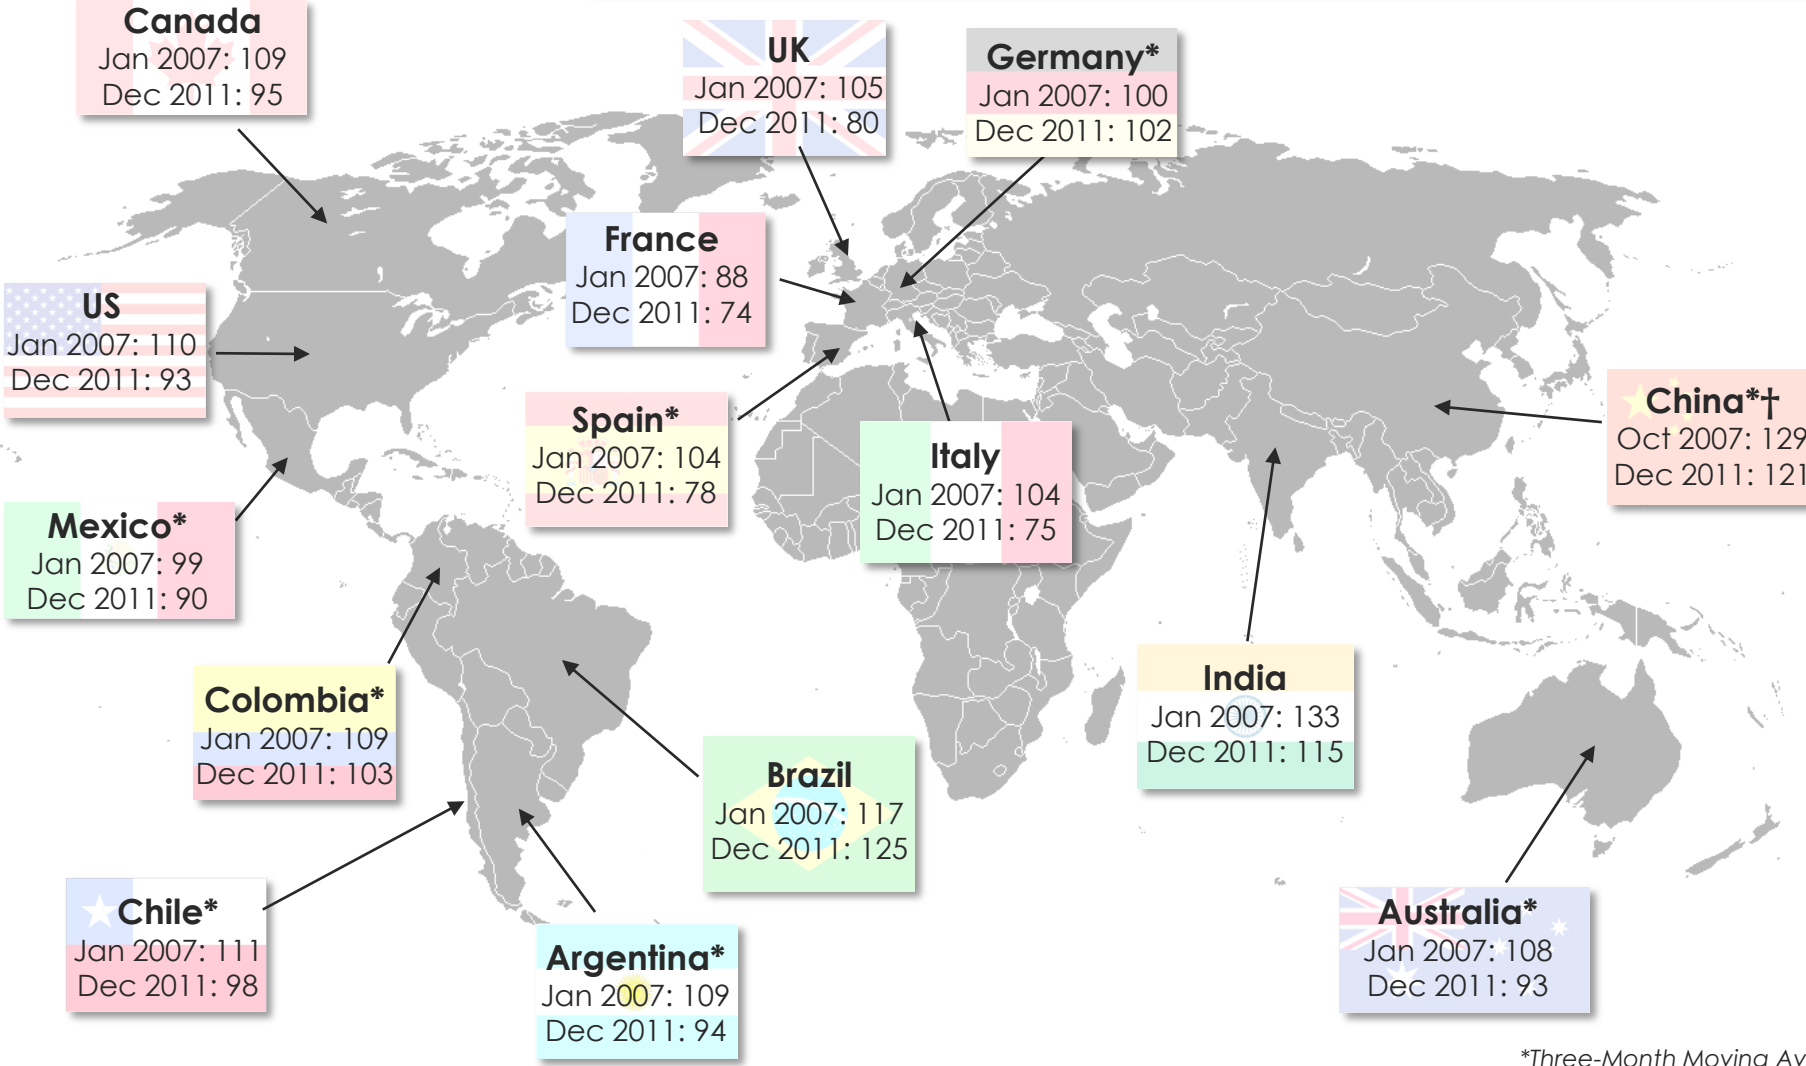 Canada
Jan 2007: 109
Dec 2011: 95
UK
Jan 2007: 105
Dec 2011: 80
Germany*
Jan 2007: 100
Dec 2011: 102
France
Jan 2007: 88
Dec 2011: 74
US
Jan 2007: 110
Dec 2011: 93
Spain*
Jan 2007: 104
Dec 2011: 78
Italy
Jan 2007: 104
Dec 2011: 75
China*†
Oct 2007: 129
Dec 2011: 121
Mexico*
Jan 2007: 99
Dec 2011: 90
Colombia*
Jan 2007: 109
Dec 2011: 103
India
Jan 2007: 133
Dec 2011: 115
Brazil
Jan 2007: 117
Dec 2011: 125
Chile*
Jan 2007: 111
Dec 2011: 98
Argentina*
Jan 2007: 109
Dec 2011: 94
Australia*
Jan 2007: 108
Dec 2011: 93
*Three-Month Moving Av